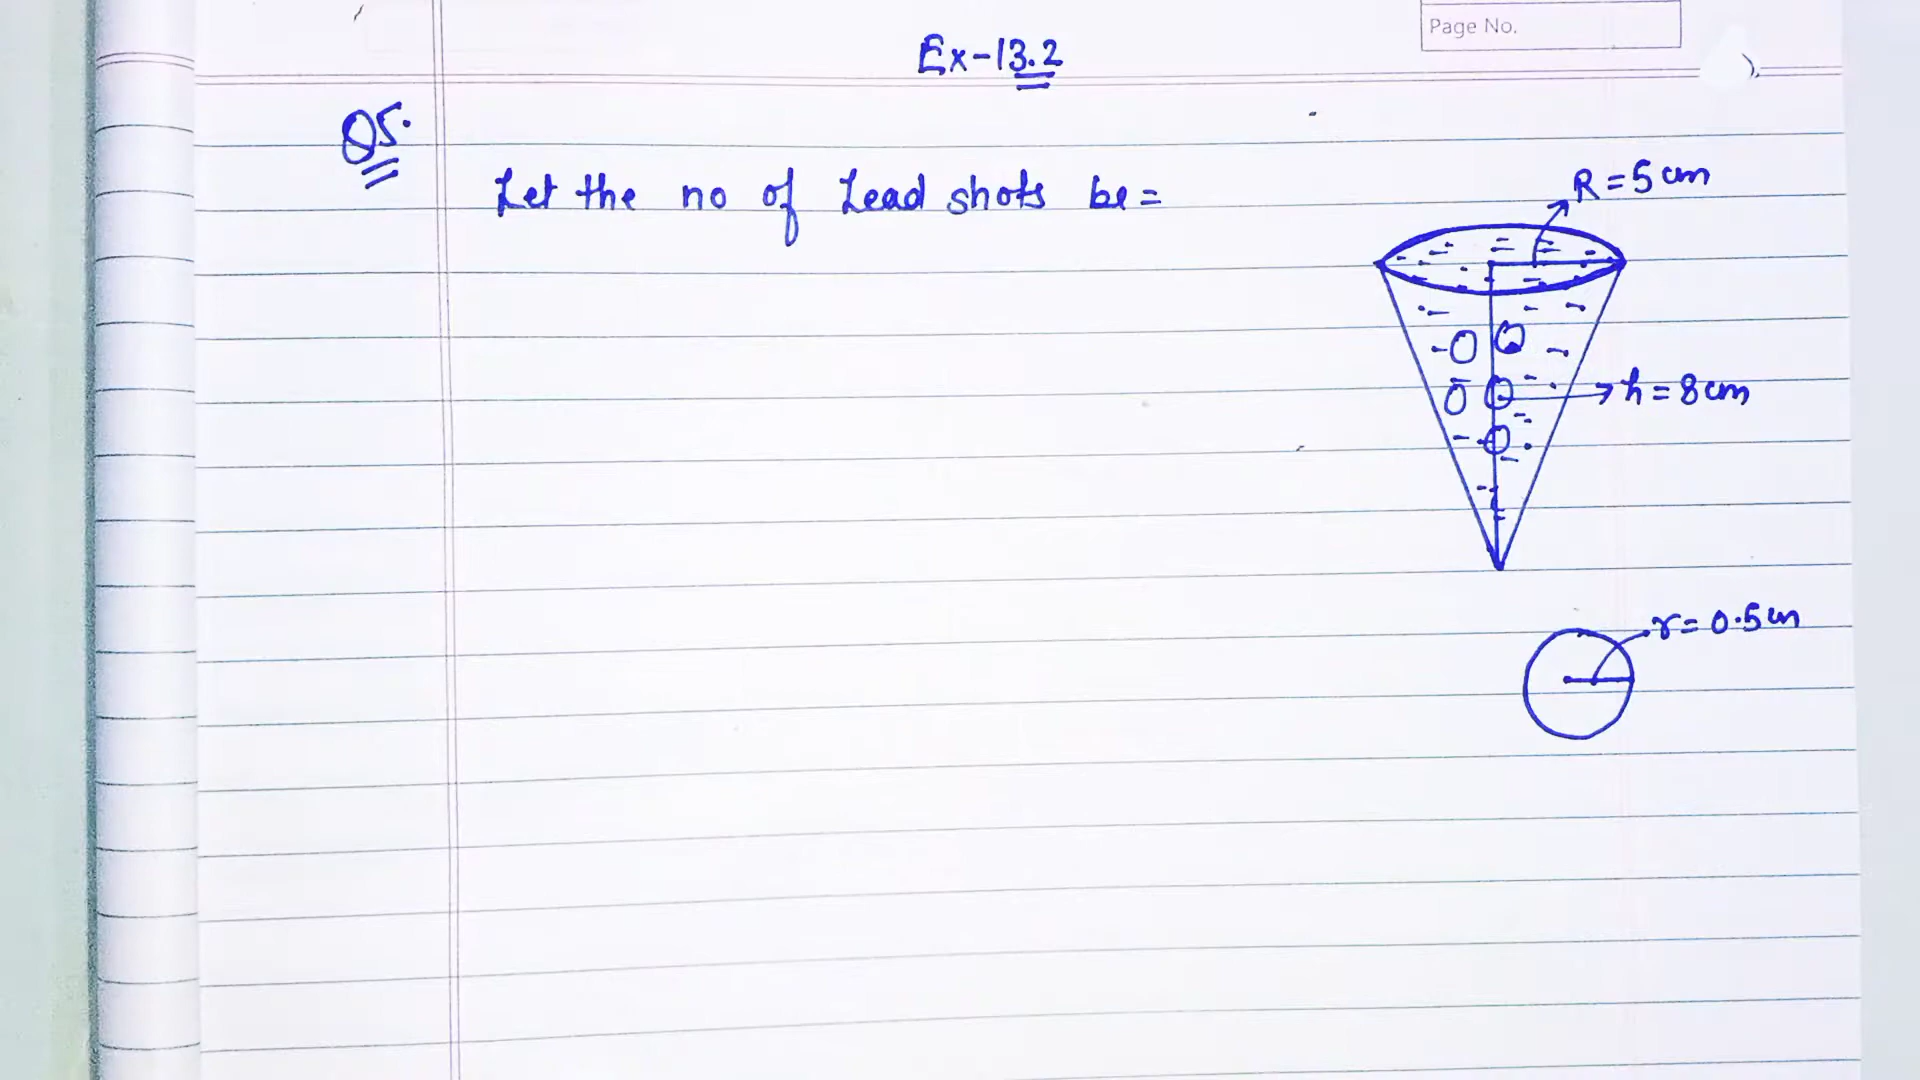 Page No.
Ex-13.2
Q5.
Let the no of Lead shots be =
R = 5 cm
h = 8 cm
r = 0.5 cm